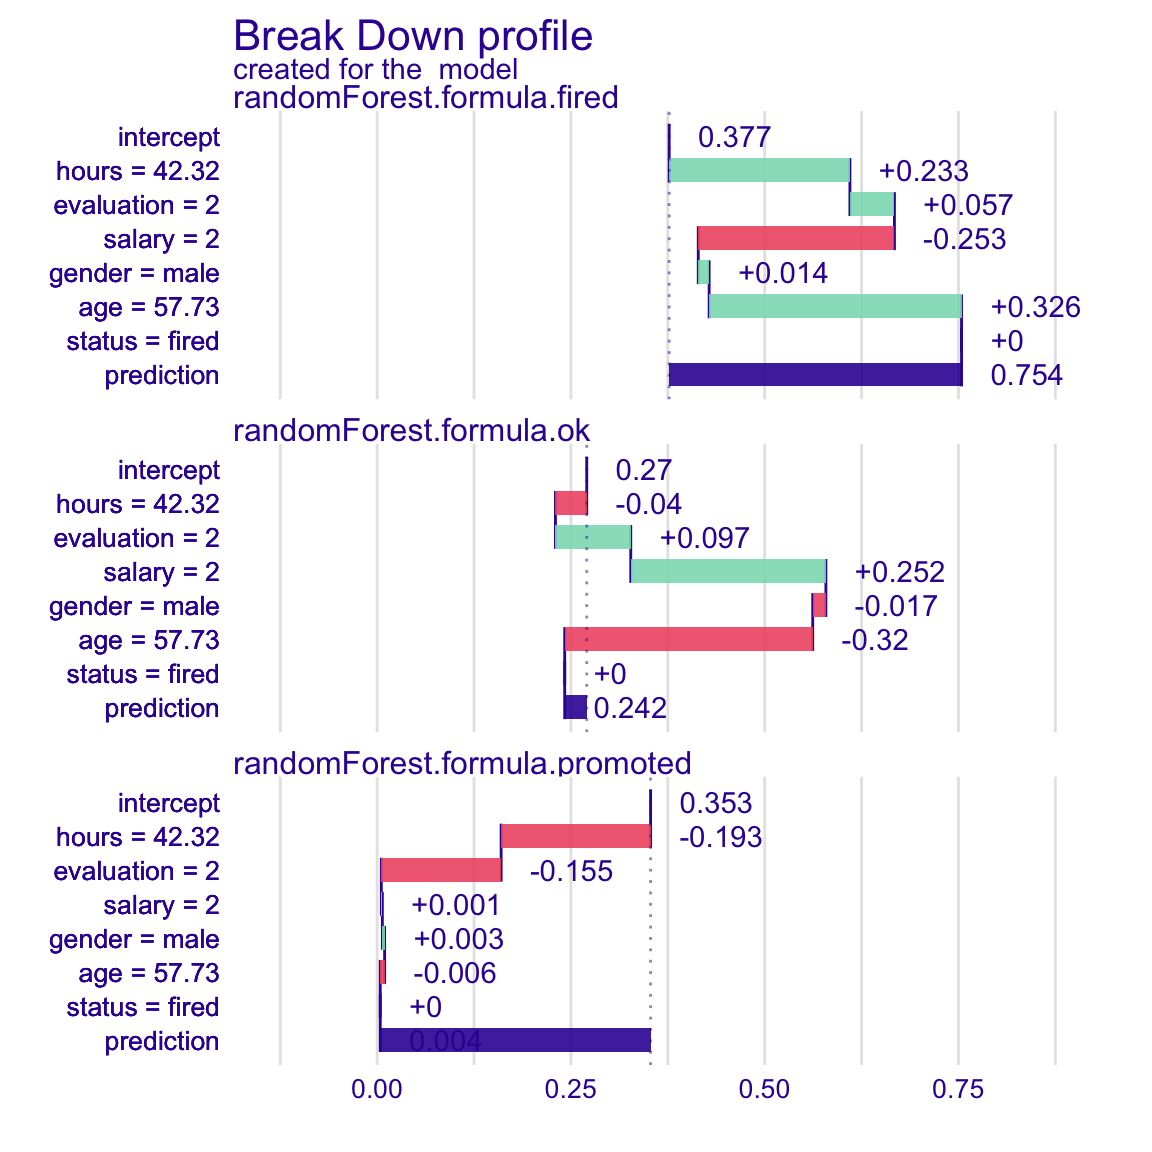 Break Down profile
created for the  model
randomForest.formula.fired
intercept 0.377
hours = 42.32 +0.233
evaluation = 2 +0.057
salary = 2 -0.253
gender = male +0.014
age = 57.73 +0.326
status = fired +0
prediction 0.754
randomForest.formula.ok
intercept 0.27
hours = 42.32 -0.04
evaluation = 2 +0.097
salary = 2 +0.252
gender = male -0.017
age = 57.73 -0.32
status = fired +0
prediction 0.242
randomForest.formula.promoted
intercept 0.353
hours = 42.32 -0.193
evaluation = 2 -0.155
salary = 2 +0.001
gender = male +0.003
age = 57.73 -0.006
status = fired +0
prediction 0.004
0.00 0.25 0.50 0.75